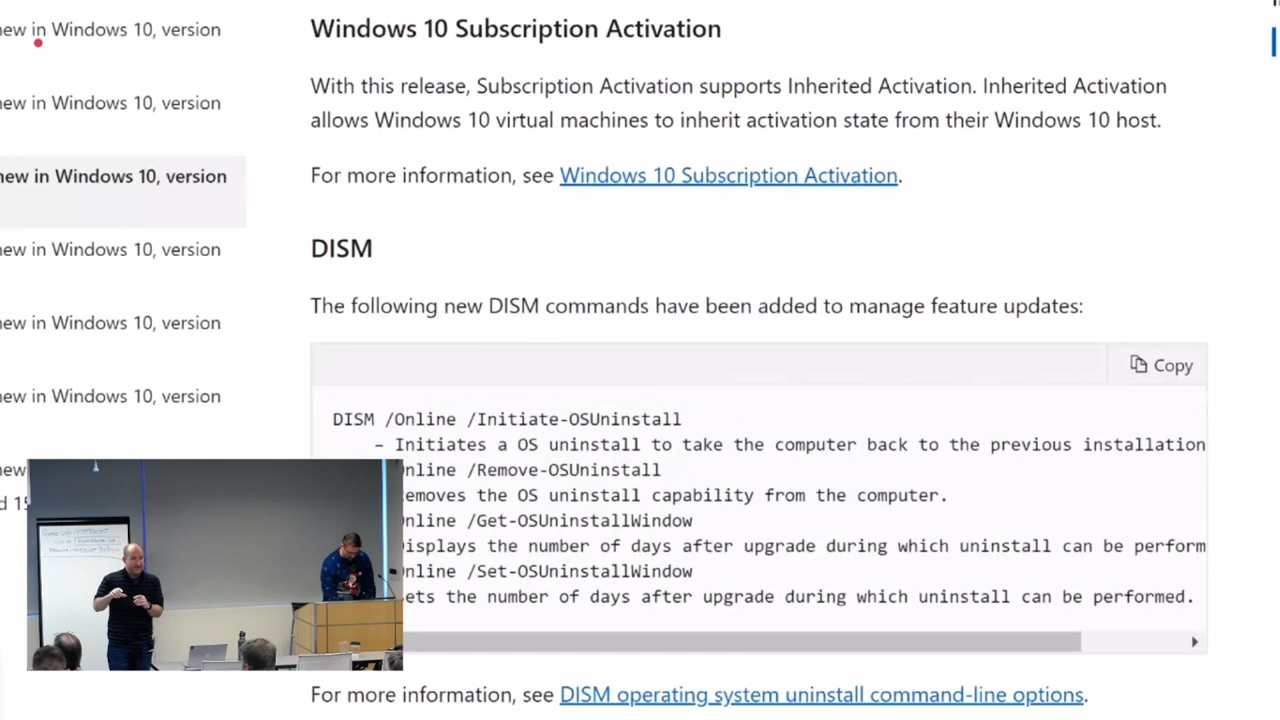 new in Windows 10, version
new in Windows 10, version
new in Windows 10, version
new in Windows 10, version
new in Windows 10, version
new in Windows 10, version
new
d 15
Windows 10 Subscription Activation
With this release, Subscription Activation supports Inherited Activation. Inherited Activation
allows Windows 10 virtual machines to inherit activation state from their Windows 10 host.
For more information, see Windows 10 Subscription Activation.
DISM
The following new DISM commands have been added to manage feature updates:
Copy
DISM /Online /Initiate-OSUninstall
– Initiates a OS uninstall to take the computer back to the previous installation
nline /Remove-OSUninstall
emoves the OS uninstall capability from the computer.
nline /Get-OSUninstallWindow
isplays the number of days after upgrade during which uninstall can be perform
nline /Set-OSUninstallWindow
ets the number of days after upgrade during which uninstall can be performed.
For more information, see DISM operating system uninstall command-line options.